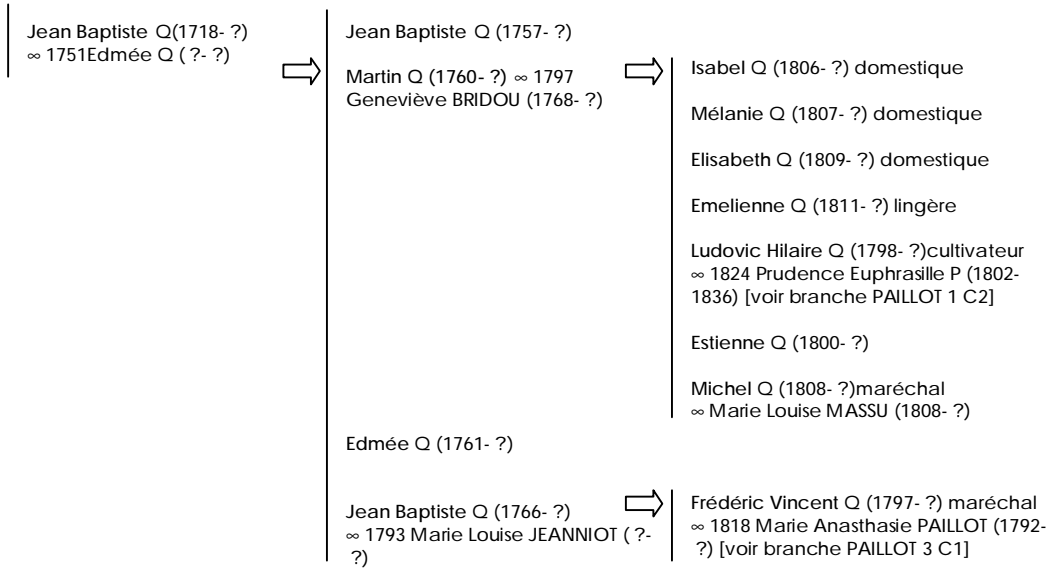 Jean Baptiste Q(1718- ?)
∞ 1751Edmée Q ( ?- ?)
Jean Baptiste Q (1757- ?)
Martin Q (1760- ?) ∞ 1797
Geneviève BRIDOU (1768- ?)
Isabel Q (1806- ?) domestique
Mélanie Q (1807- ?) domestique
Elisabeth Q (1809- ?) domestique
Emelienne Q (1811- ?) lingère
Ludovic Hilaire Q (1798- ?)cultivateur
∞ 1824 Prudence Euphrasille P (1802-
1836) [voir branche PAILLOT 1 C2]
Estienne Q (1800- ?)
Michel Q (1808- ?)maréchal
∞ Marie Louise MASSU (1808- ?)
Edmée Q (1761- ?)
Jean Baptiste Q (1766- ?)
∞ 1793 Marie Louise JEANNIOT ( ?-
?)
Frédéric Vincent Q (1797- ?) maréchal
∞ 1818 Marie Anasthasie PAILLOT (1792-
?) [voir branche PAILLOT 3 C1]